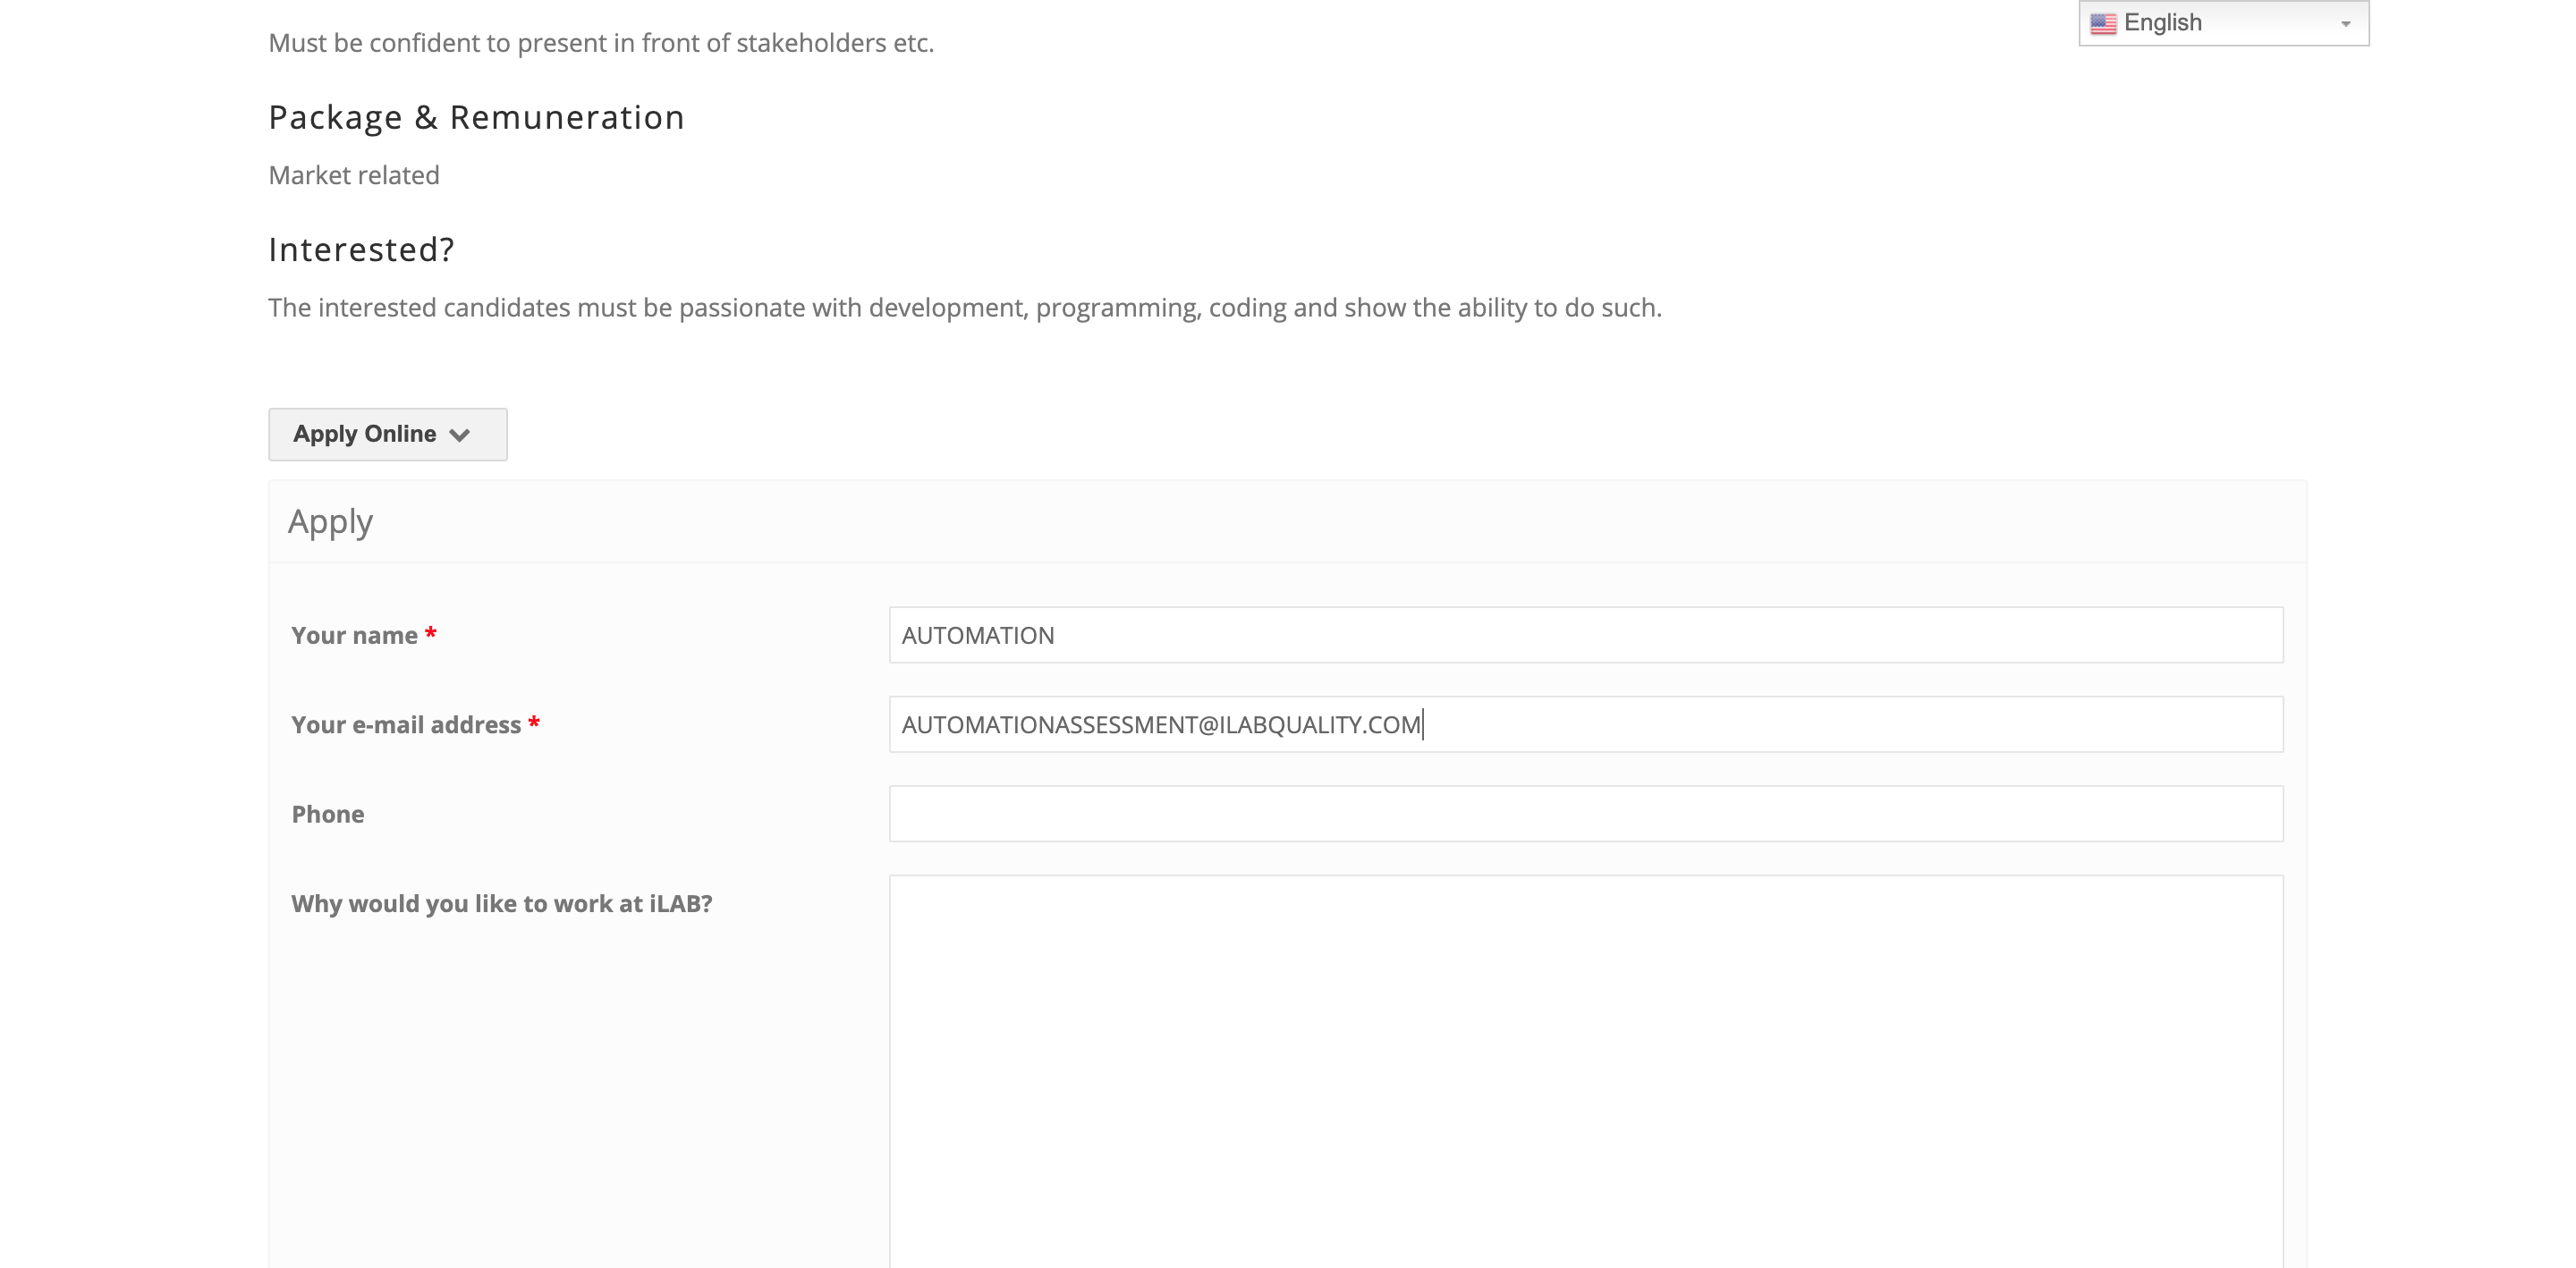 English
Must be confident to present in front of stakeholders etc.
Package & Remuneration
Market related
Interested?
The interested candidates must be passionate with development, programming, coding and show the ability to do such.
Apply Online
Apply
Your name * AUTOMATION
Your e-mail address * AUTOMATIONASSESSMENT@ILABQUALITY.COM
Phone
Why would you like to work at iLAB?